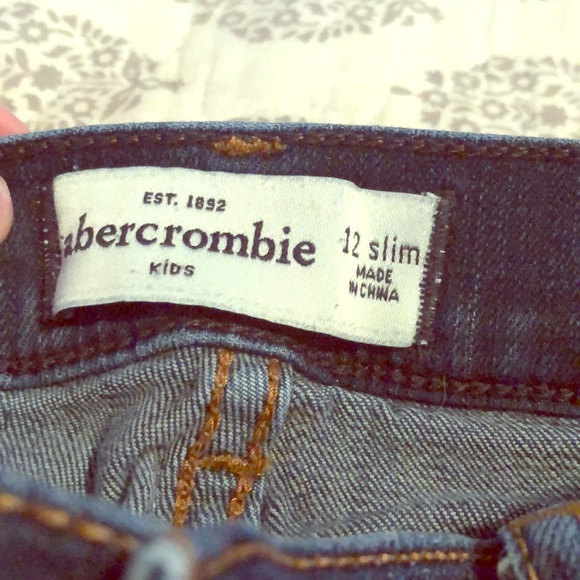 EST. 1892
abercrombie
KIDS
12 slim
MADE
IN CHINA